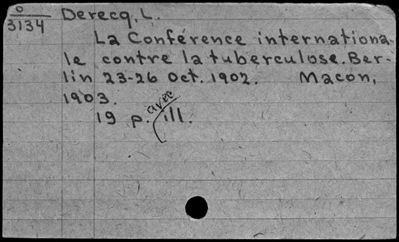 O
3134
Derecq, L.
La Conférence internationa-
le contre la tuberculose. Ber-
lin 23-26 Oct. 1902. Macon,
1903.
19 p. (avec ill.